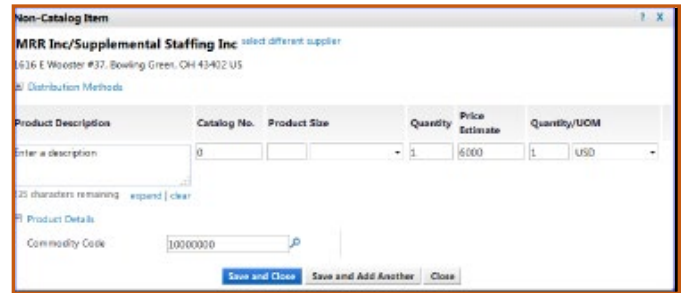 Non-Catalog Item ? X
MRR Inc/Supplemental Staffing Inc select different supplier
1616 E Wooster #37, Bowling Green, OH 43402 US
Distribution Methods
Product Description Catalog No. Product Size Quantity Price Estimate Quantity/UOM
Enter a description 0 1 6000 1 USD
225 characters remaining expand | clear
Product Details
Commodity Code 10000000
Save and Close Save and Add Another Close